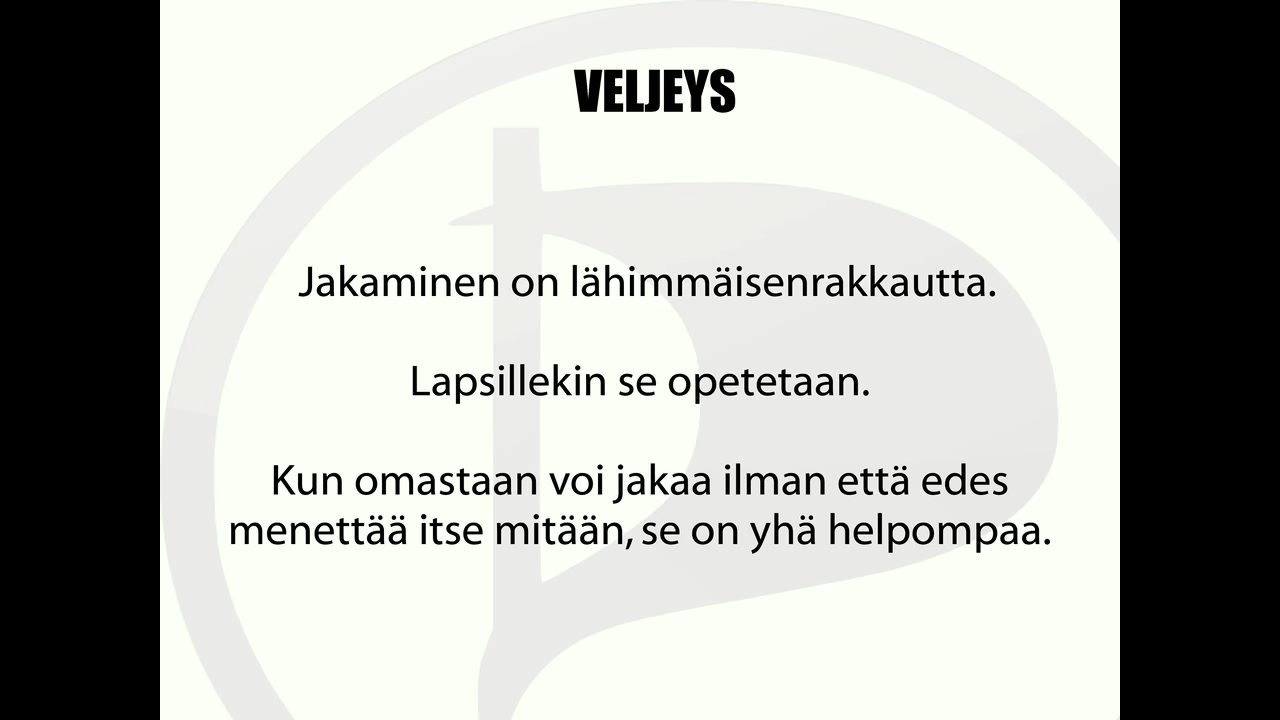 VELJEYS
Jakaminen on lähimmäisenrakkautta.
Lapsillekin se opetetaan.
Kun omastaan voi jakaa ilman että edes
menettää itse mitään, se on yhä helpompaa.